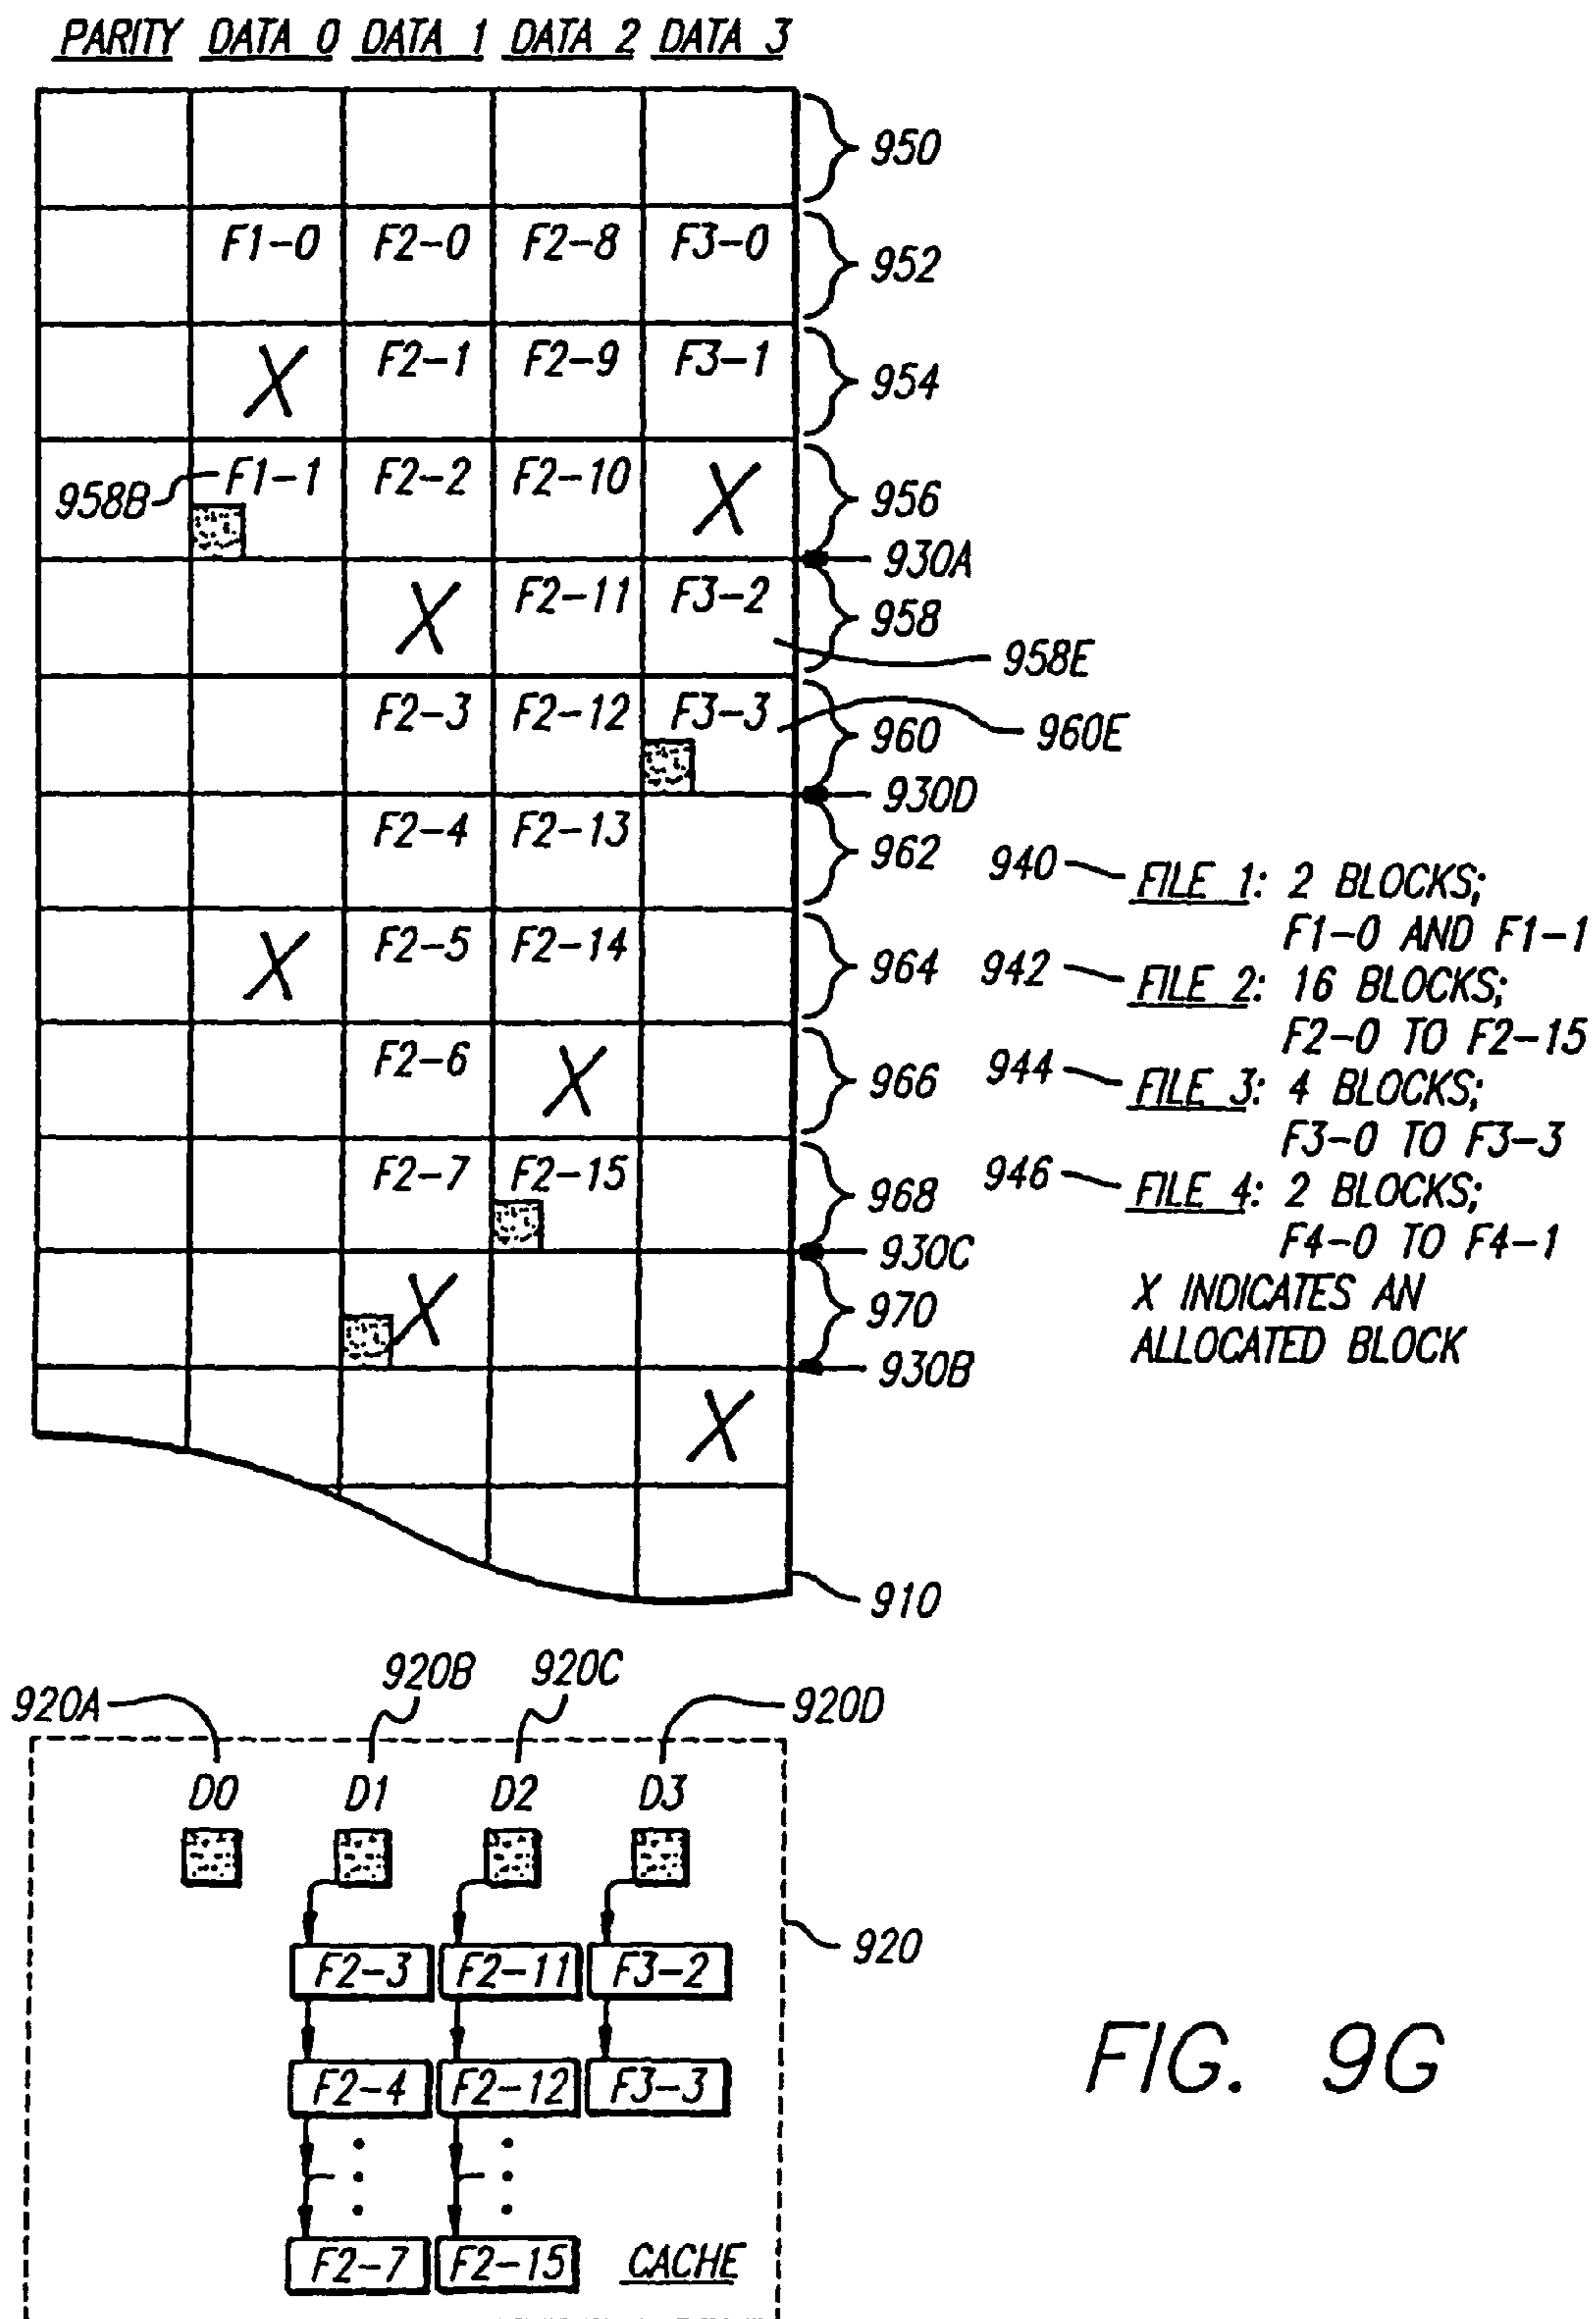 PARITY DATA 0 DATA 1 DATA 2 DATA 3
950
F1-0 F2-0 F2-8 F3-0
952
X F2-1 F2-9 F3-1
954
958B F1-1 F2-2 F2-10 X
956
930A
X F2-11 F3-2
958
958E
F2-3 F2-12 F3-3
960 960E
930D
F2-4 F2-13
962
X F2-5 F2-14
964
F2-6 X
966
F2-7 F2-15
968
930C
X
970
930B
X
910
940 FILE 1: 2 BLOCKS;
F1-0 AND F1-1
942 FILE 2: 16 BLOCKS;
F2-0 TO F2-15
944 FILE 3: 4 BLOCKS;
F3-0 TO F3-3
946 FILE 4: 2 BLOCKS;
F4-0 TO F4-1
X INDICATES AN
ALLOCATED BLOCK
920A 920B 920C 920D
D0 D1 D2 D3
920
F2-3 F2-11 F3-2
F2-4 F2-12 F3-3
F2-7 F2-15 CACHE
FIG. 9G